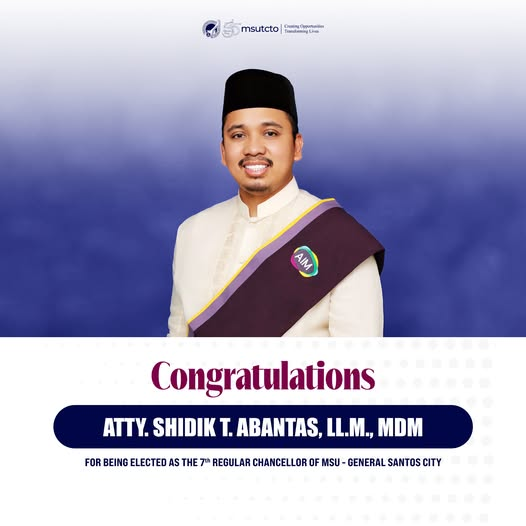 msutcto
Creating Opportunities
Transforming Lives
AIM
Congratulations
ATTY. SHIDIK T. ABANTAS, LL.M., MDM
FOR BEING ELECTED AS THE 7th REGULAR CHANCELLOR OF MSU - GENERAL SANTOS CITY